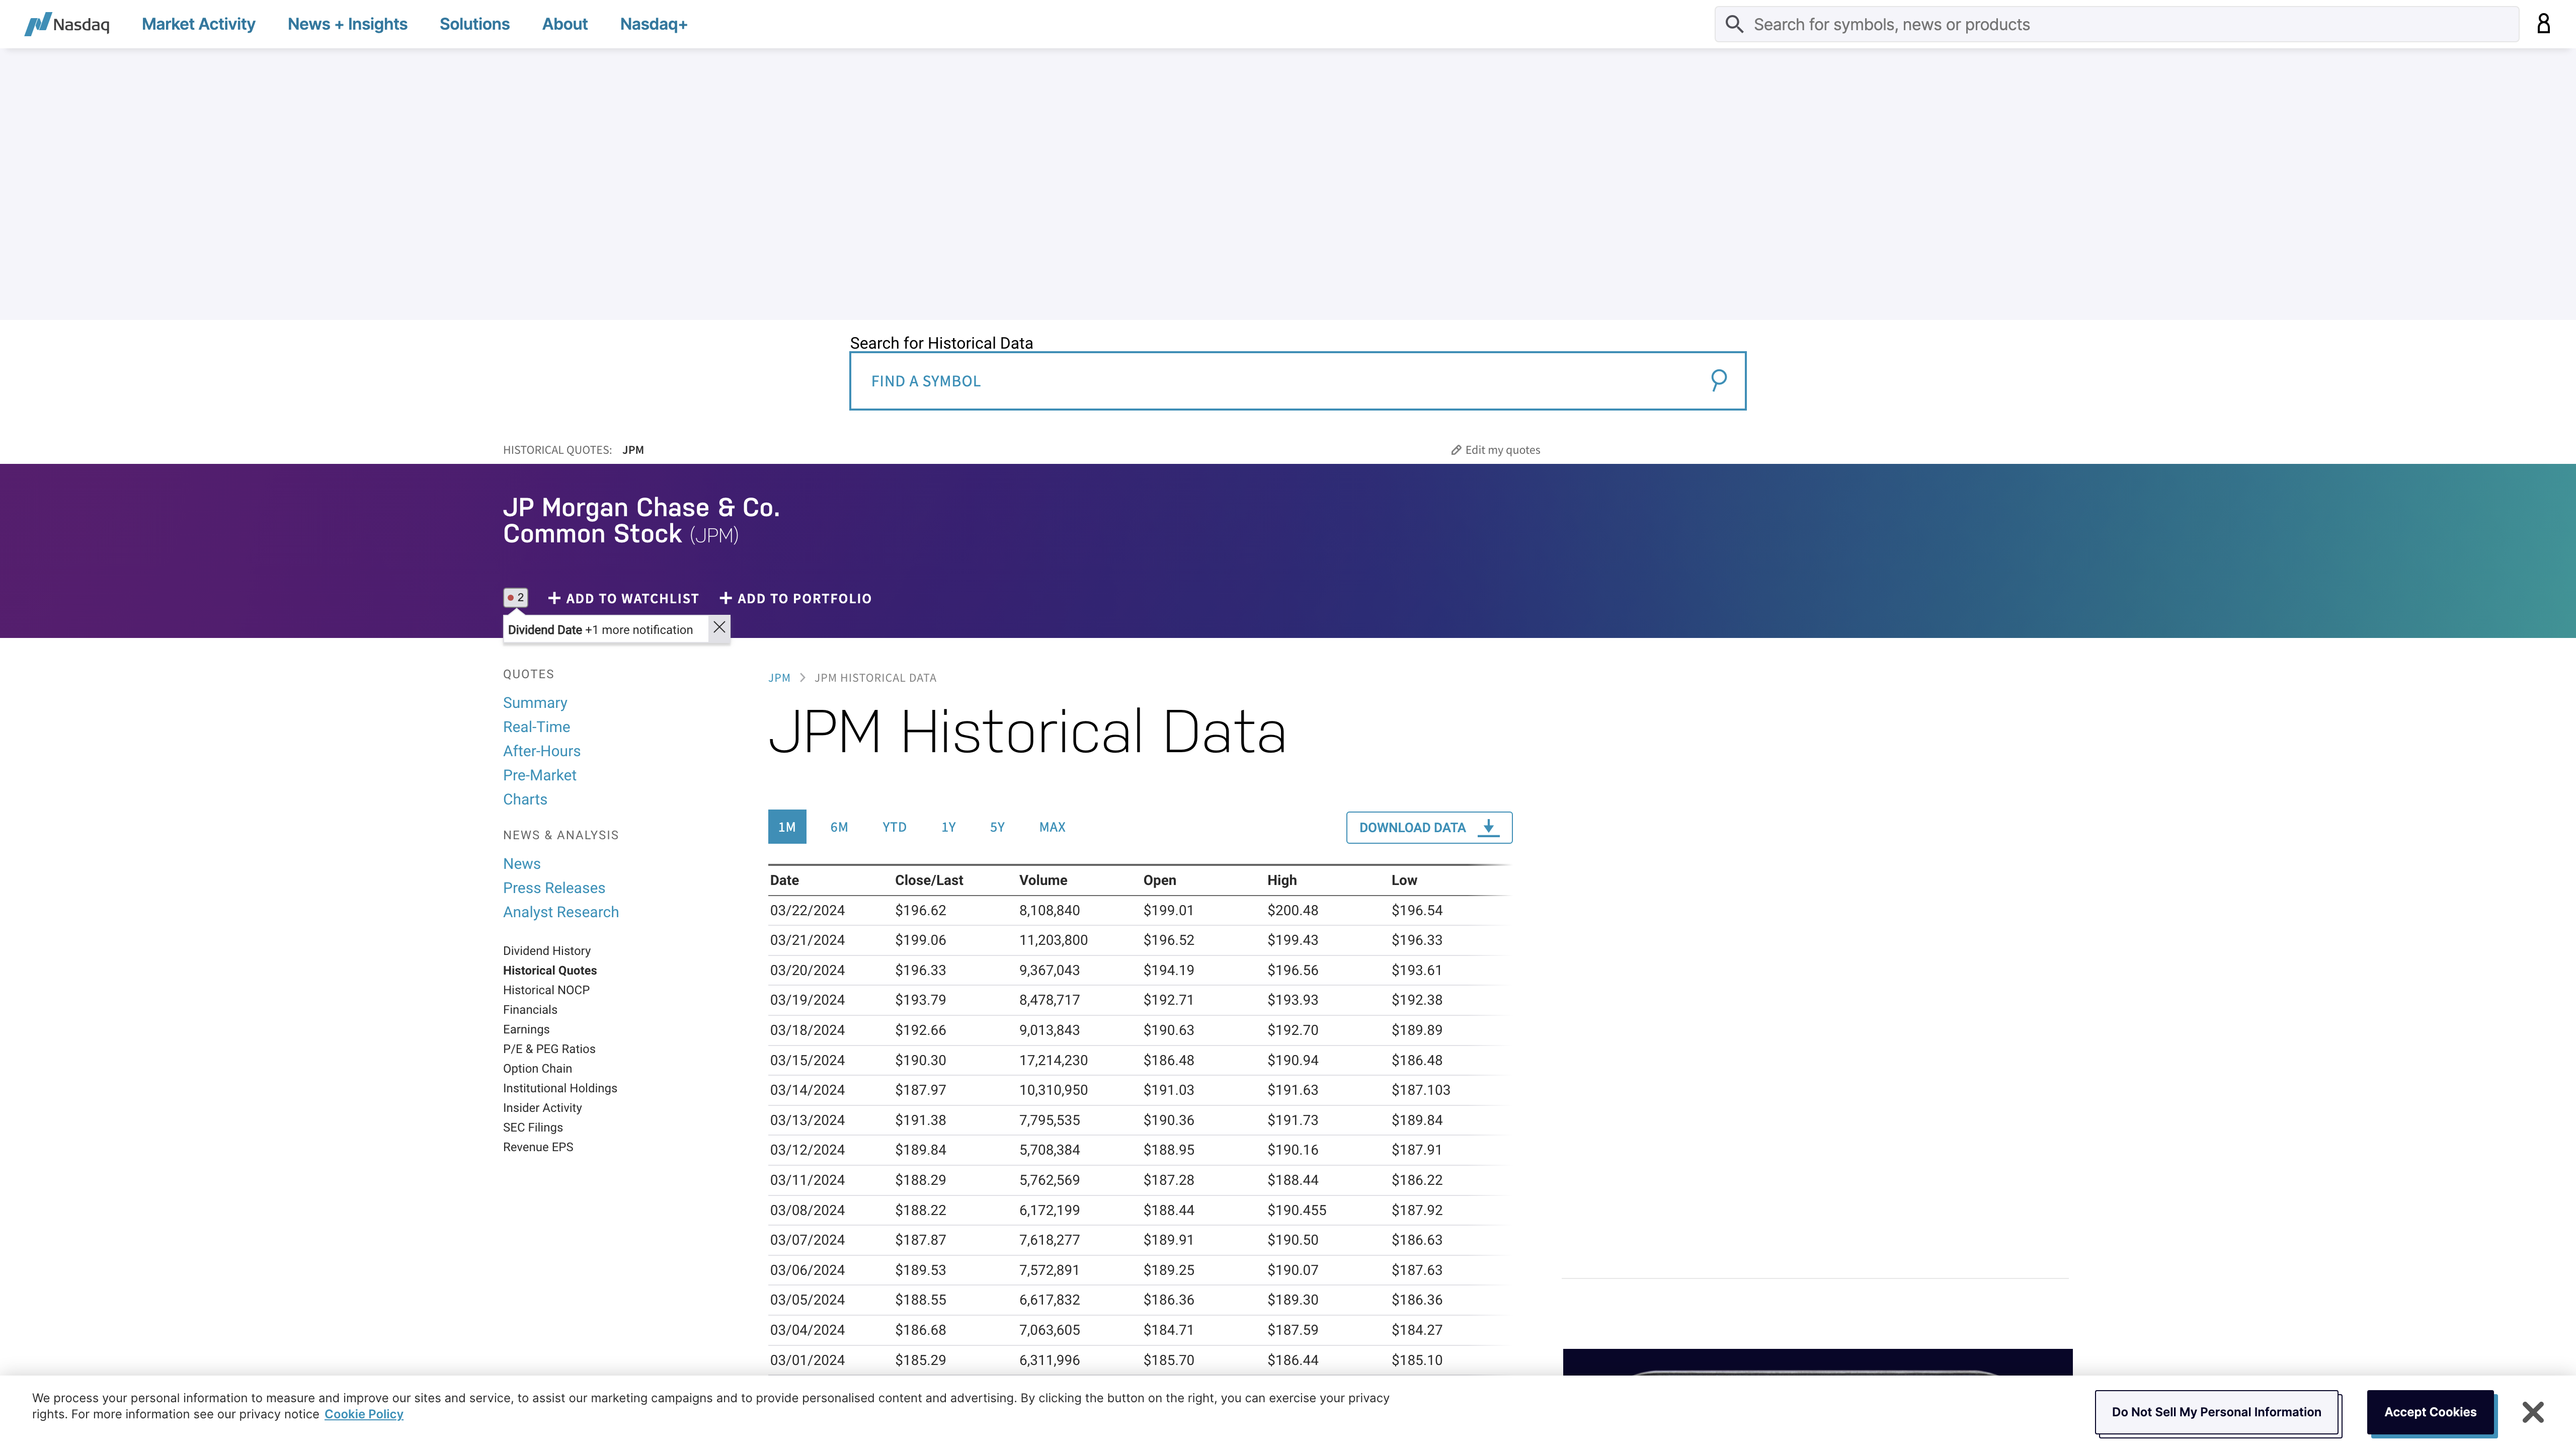 Nasdaq Market Activity News + Insights Solutions About Nasdaq+ Search for symbols, news or products
Search for Historical Data
FIND A SYMBOL
HISTORICAL QUOTES: JPM Edit my quotes
JP Morgan Chase & Co.
Common Stock (JPM)
2 ADD TO WATCHLIST ADD TO PORTFOLIO
Dividend Date +1 more notification
QUOTES
Summary
Real-Time
After-Hours
Pre-Market
Charts
NEWS & ANALYSIS
News
Press Releases
Analyst Research
Dividend History
Historical Quotes
Historical NOCP
Financials
Earnings
P/E & PEG Ratios
Option Chain
Institutional Holdings
Insider Activity
SEC Filings
Revenue EPS
JPM > JPM HISTORICAL DATA
JPM Historical Data
1M 6M YTD 1Y 5Y MAX DOWNLOAD DATA
Date Close/Last Volume Open High Low
03/22/2024 $196.62 8,108,840 $199.01 $200.48 $196.54
03/21/2024 $199.06 11,203,800 $196.52 $199.43 $196.33
03/20/2024 $196.33 9,367,043 $194.19 $196.56 $193.61
03/19/2024 $193.79 8,478,717 $192.71 $193.93 $192.38
03/18/2024 $192.66 9,013,843 $190.63 $192.70 $189.89
03/15/2024 $190.30 17,214,230 $186.48 $190.94 $186.48
03/14/2024 $187.97 10,310,950 $191.03 $191.63 $187.103
03/13/2024 $191.38 7,795,535 $190.36 $191.73 $189.84
03/12/2024 $189.84 5,708,384 $188.95 $190.16 $187.91
03/11/2024 $188.29 5,762,569 $187.28 $188.44 $186.22
03/08/2024 $188.22 6,172,199 $188.44 $190.455 $187.92
03/07/2024 $187.87 7,618,277 $189.91 $190.50 $186.63
03/06/2024 $189.53 7,572,891 $189.25 $190.07 $187.63
03/05/2024 $188.55 6,617,832 $186.36 $189.30 $186.36
03/04/2024 $186.68 7,063,605 $184.71 $187.59 $184.27
03/01/2024 $185.29 6,311,996 $185.70 $186.44 $185.10
We process your personal information to measure and improve our sites and service, to assist our marketing campaigns and to provide personalised content and advertising. By clicking the button on the right, you can exercise your privacy
rights. For more information see our privacy notice Cookie Policy
Do Not Sell My Personal Information Accept Cookies